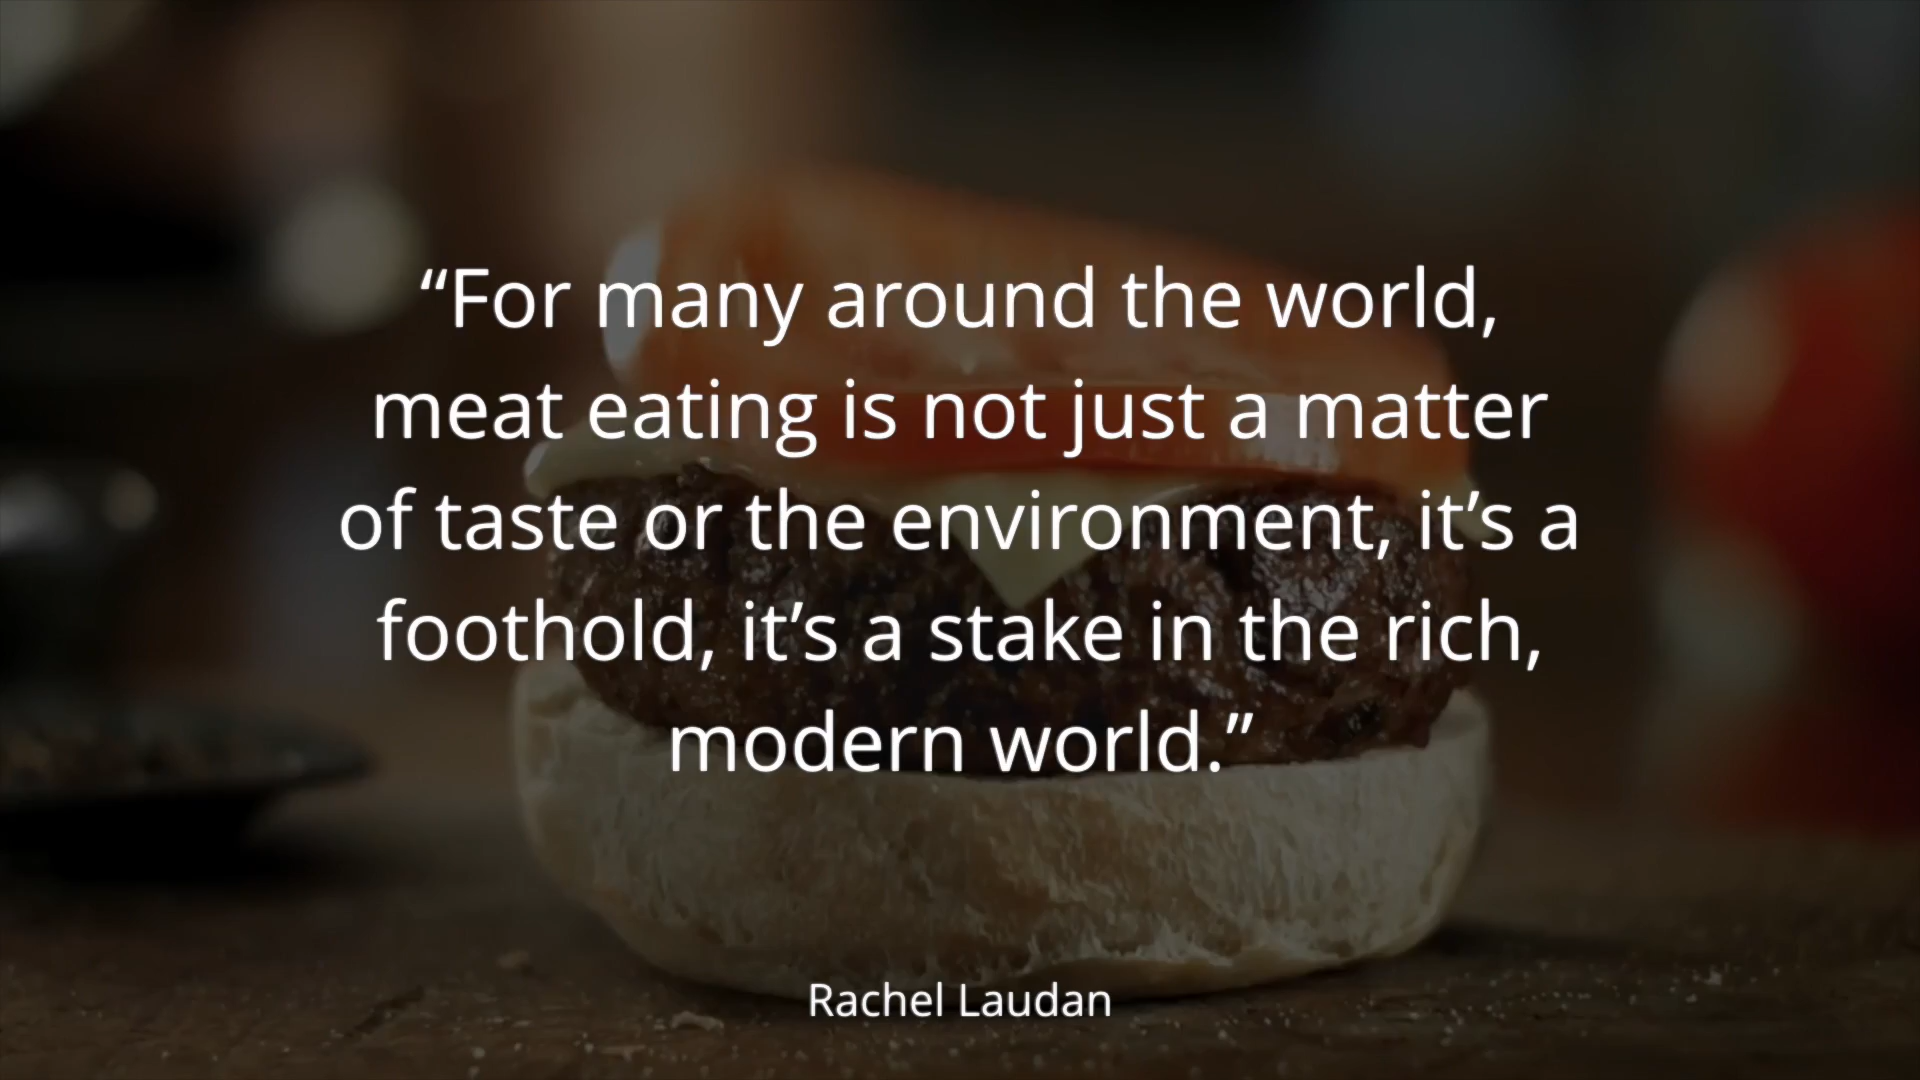 “For many around the world,
meat eating is not just a matter
of taste or the environment, it’s a
foothold, it’s a stake in the rich,
modern world.”
Rachel Laudan